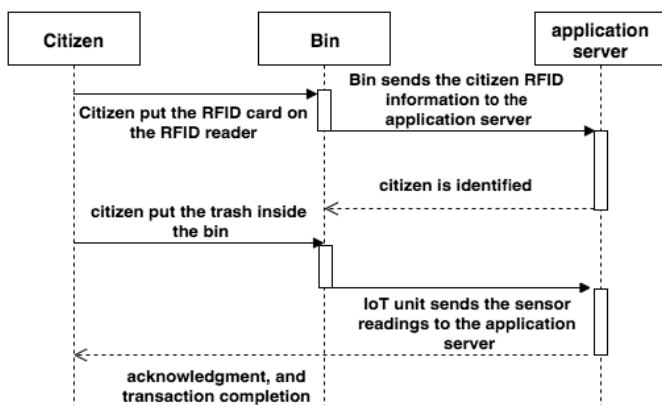 Citizen
Bin
application
server
Citizen put the RFID card on
the RFID reader
Bin sends the citizen RFID
information to the
application server
citizen is identified
citizen put the trash inside
the bin
IoT unit sends the sensor
readings to the application
server
acknowledgment, and
transaction completion